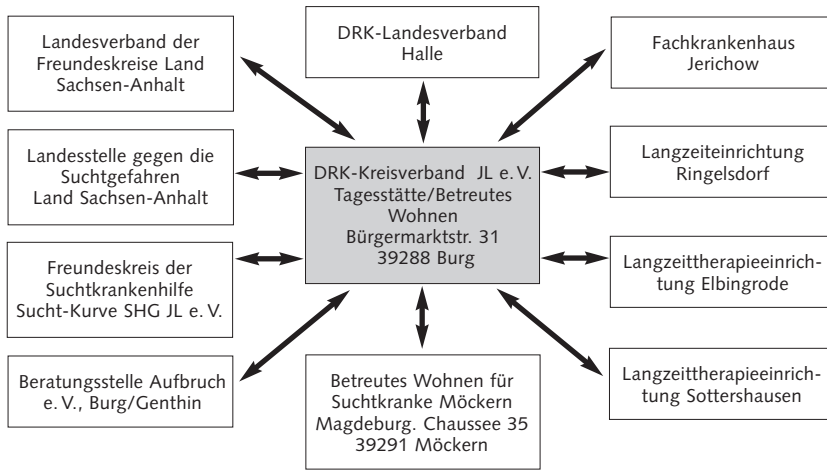 Landesverband der
Freundeskreise Land
Sachsen-Anhalt
DRK-Landesverband
Halle
Fachkrankenhaus
Jerichow
Landesstelle gegen die
Suchtgefahren
Land Sachsen-Anhalt
DRK-Kreisverband JL e. V.
Tagesstätte/Betreutes
Wohnen
Bürgermarktstr. 31
39288 Burg
Langzeiteinrichtung
Ringelsdorf
Freundeskreis der
Suchtkrankenhilfe
Sucht-Kurve SHG JL e. V.
Langzeittherapieeinrich-
tung Elbingrode
Beratungsstelle Aufbruch
e. V., Burg/Genthin
Betreutes Wohnen für
Suchtkranke Möckern
Magdeburg. Chaussee 35
39291 Möckern
Langzeittherapieeinrich-
tung Sottershausen